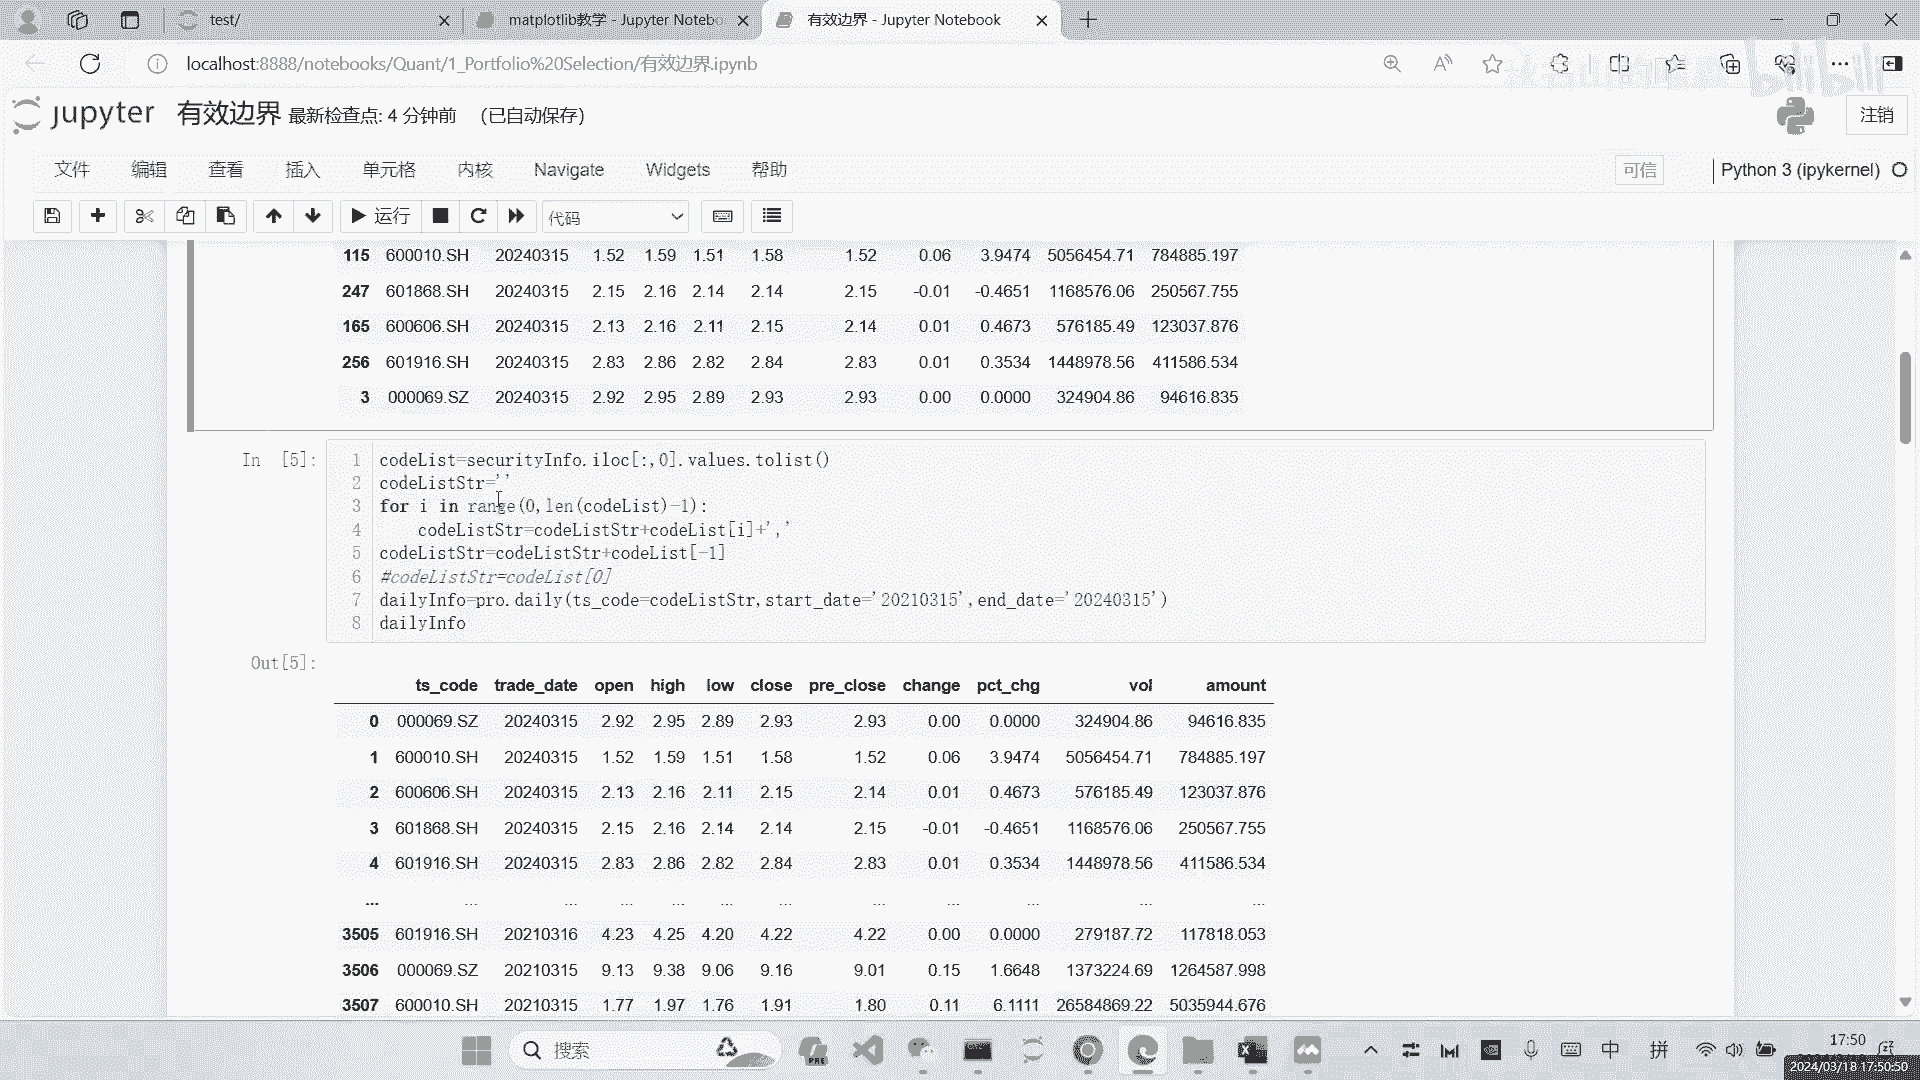 test/
matplotlib教学 - Jupyter Notebo
有效边界 - Jupyter Notebook
localhost:8888/notebooks/Quant/1_Portfolio%20Selection/有效边界.ipynb
bilibili
jupyter 有效边界 最新检查点: 4 分钟前 (已自动保存)
注销
文件 编辑 查看 插入 单元格 内核 Navigate Widgets 帮助
可信 Python 3 (ipykernel)
运行 代码
115 600010.SH 20240315 1.52 1.59 1.51 1.58 1.52 0.06 3.9474 5056454.71 784885.197
247 601868.SH 20240315 2.15 2.16 2.14 2.14 2.15 -0.01 -0.4651 1168576.06 250567.755
165 600606.SH 20240315 2.13 2.16 2.11 2.15 2.14 0.01 0.4673 576185.49 123037.876
256 601916.SH 20240315 2.83 2.86 2.82 2.84 2.83 0.01 0.3534 1448978.56 411586.534
3 000069.SZ 20240315 2.92 2.95 2.89 2.93 2.93 0.00 0.0000 324904.86 94616.835
In [5]:
1 codeList=securityInfo.iloc[:,0].values.tolist()
2 codeListStr=''
3 for i in range(0,len(codeList)-1):
4 codeListStr=codeListStr+codeList[i]+','
5 codeListStr=codeListStr+codeList[-1]
6 #codeListStr=codeList[0]
7 dailyInfo=pro.daily(ts_code=codeListStr,start_date='20210315',end_date='20240315')
8 dailyInfo
Out[5]:
ts_code trade_date open high low close pre_close change pct_chg vol amount
0 000069.SZ 20240315 2.92 2.95 2.89 2.93 2.93 0.00 0.0000 324904.86 94616.835
1 600010.SH 20240315 1.52 1.59 1.51 1.58 1.52 0.06 3.9474 5056454.71 784885.197
2 600606.SH 20240315 2.13 2.16 2.11 2.15 2.14 0.01 0.4673 576185.49 123037.876
3 601868.SH 20240315 2.15 2.16 2.14 2.14 2.15 -0.01 -0.4651 1168576.06 250567.755
4 601916.SH 20240315 2.83 2.86 2.82 2.84 2.83 0.01 0.3534 1448978.56 411586.534
... ... ... ... ... ... ... ... ... ... ... ...
3505 601916.SH 20210316 4.23 4.25 4.20 4.22 4.22 0.00 0.0000 279187.72 117818.053
3506 000069.SZ 20210315 9.13 9.38 9.06 9.16 9.01 0.15 1.6648 1373224.69 1264587.998
3507 600010.SH 20210315 1.77 1.97 1.76 1.91 1.80 0.11 6.1111 26584869.22 5035944.676
搜索
PRE
中 拼
17:50
2024/03/18 17:50:50